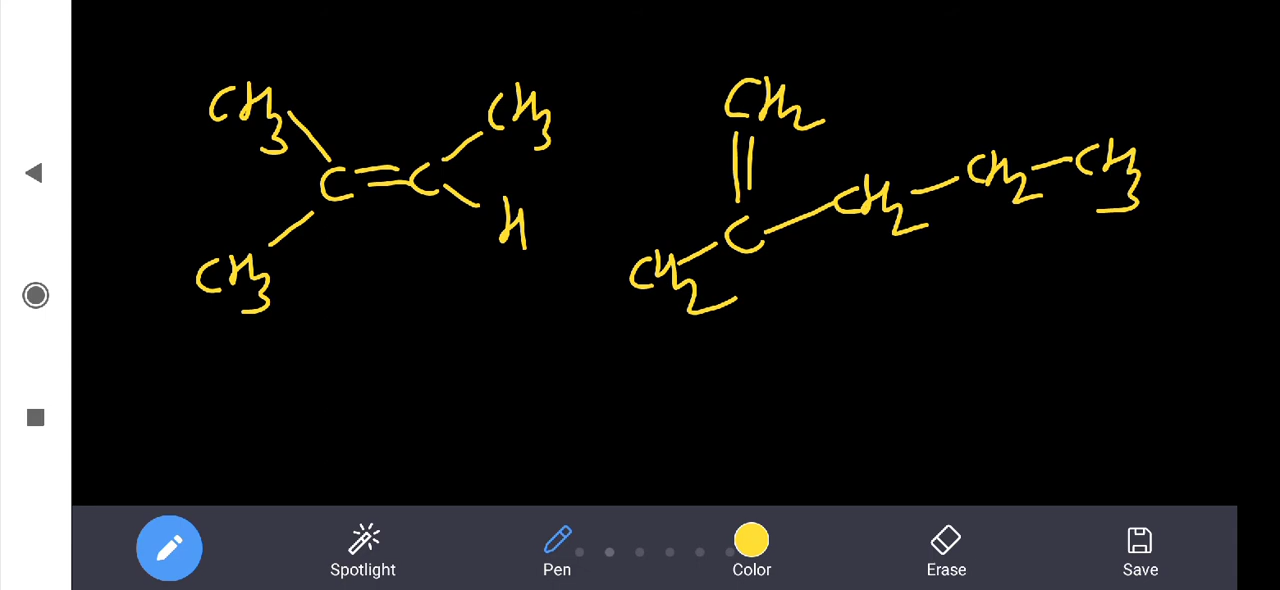 CH3 CH3
C=C
CH3 H
CH2
||
CH2-C-CH2-CH2-CH3
Spotlight Pen Color Erase Save